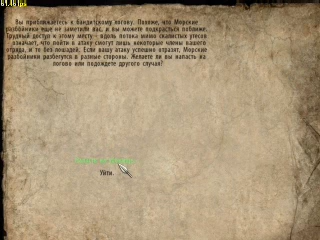 Вы приближаетесь к бандитскому логову. Похоже, что Морские
разбойники еще не заметили вас, и вы можете подкрасться поближе.
Трудный доступ к этому месту - вдоль потока мимо скалистых утесов
- означает, что пойти в атаку смогут лишь некоторые члены вашего
отряда, и то без лошадей. Если вашу атаку успешно отразят, Морские
разбойники разбегутся в разные стороны. Желаете ли вы напасть на
логово или подождете другого случая?
Уйти.